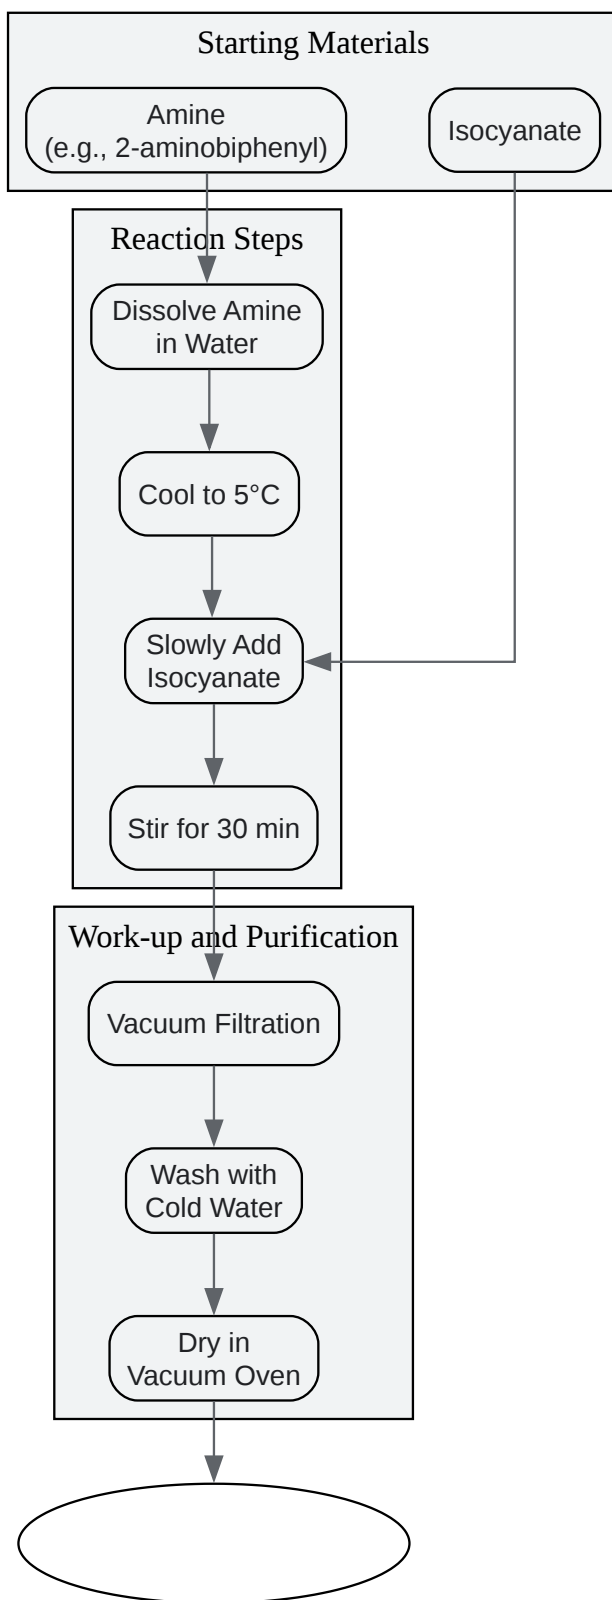 Starting Materials
Amine
(e.g., 2-aminobiphenyl)
Isocyanate
Reaction Steps
Dissolve Amine
in Water
Cool to 5°C
Slowly Add
Isocyanate
Stir for 30 min
Work-up and Purification
Vacuum Filtration
Wash with
Cold Water
Dry in
Vacuum Oven